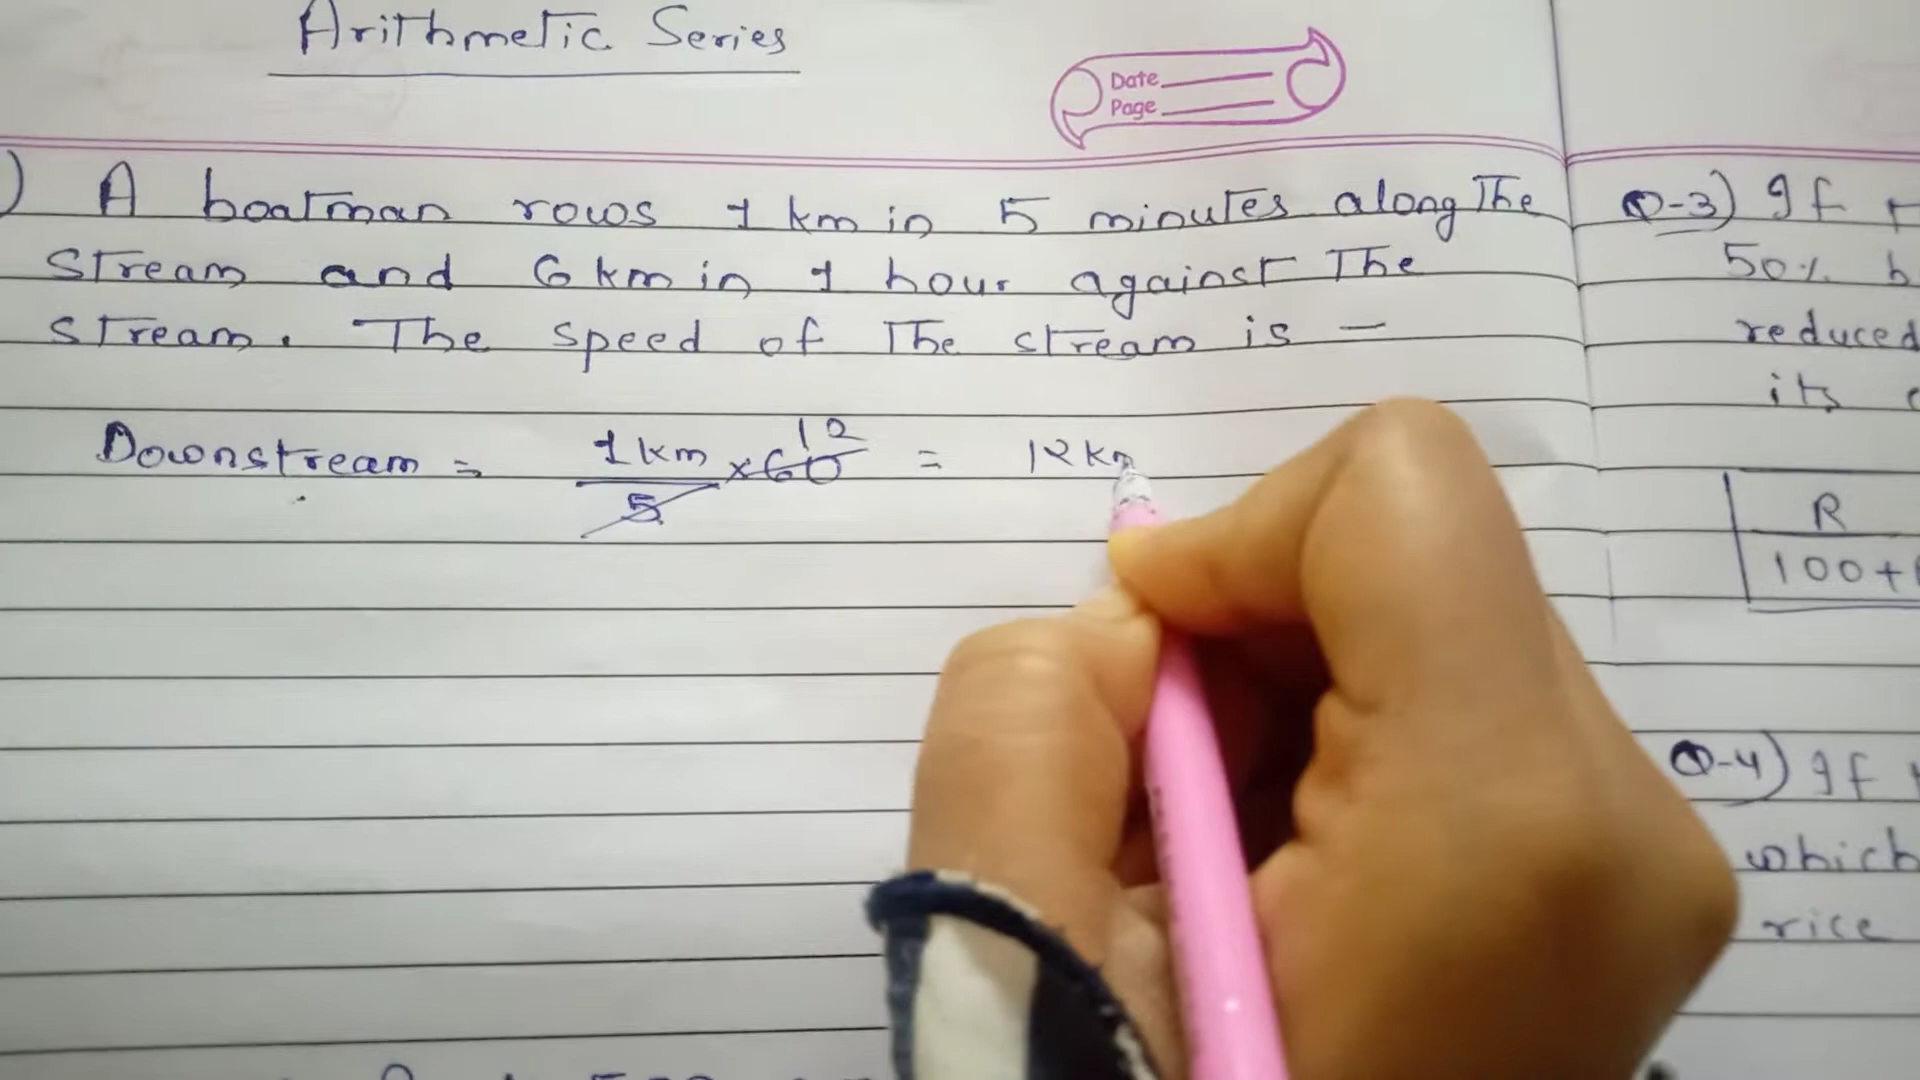 Arithmetic Series
Date
Page
) A boatman rows 1 km in 5 minutes along The
stream and 6 km in 1 hour against The
stream. The speed of The stream is —
Downstream = 1 km / 5 × 60 12 = 12 km
Q-3) If
50%
reduced
its
R
100+
Q-4) If
which
rice